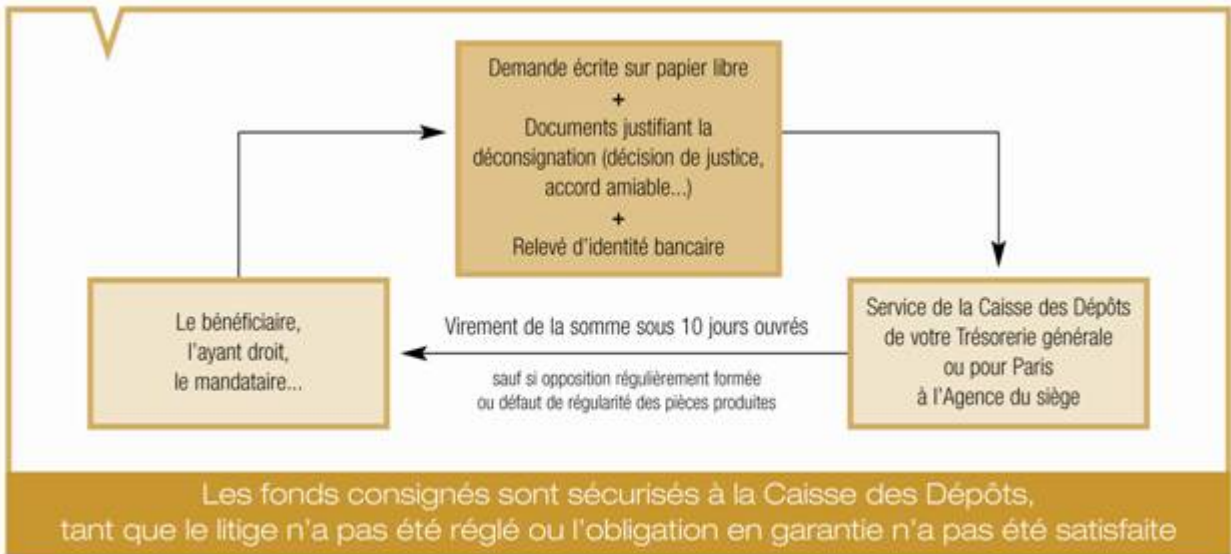 Demande écrite sur papier libre
+
Documents justifiant la
déconsignation (décision de justice,
accord amiable...)
+
Relevé d'identité bancaire
Le bénéficiaire,
l'ayant droit,
le mandataire...
Virement de la somme sous 10 jours ouvrés
sauf si opposition régulièrement formée
ou défaut de régularité des pièces produites
Service de la Caisse des Dépôts
de votre Trésorerie générale
ou pour Paris
à l'Agence du siège
Les fonds consignés sont sécurisés à la Caisse des Dépôts,
tant que le litige n'a pas été réglé ou l'obligation en garantie n'a pas été satisfaite